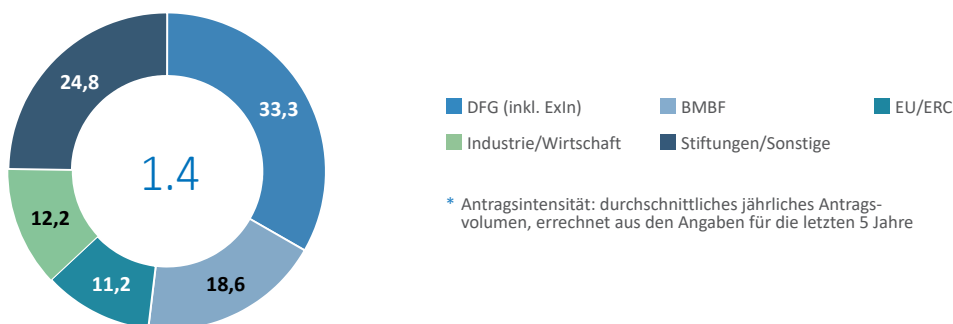 24,8
33,3
1.4
12,2
11,2
18,6
DFG (inkl. ExIn) BMBF EU/ERC
Industrie/Wirtschaft Stiftungen/Sonstige
* Antragsintensität: durchschnittliches jährliches Antrags-
volumen, errechnet aus den Angaben für die letzten 5 Jahre